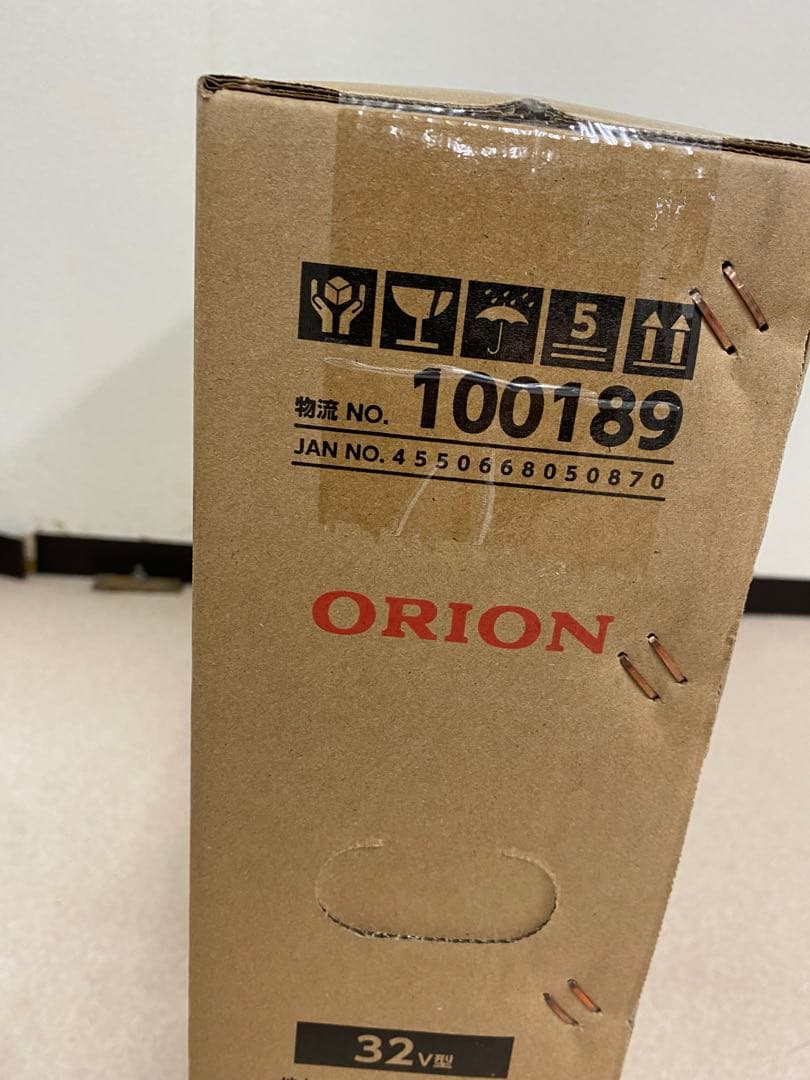 5
物流 NO. 100189
JAN NO. 4550668050870
ORION
32V型